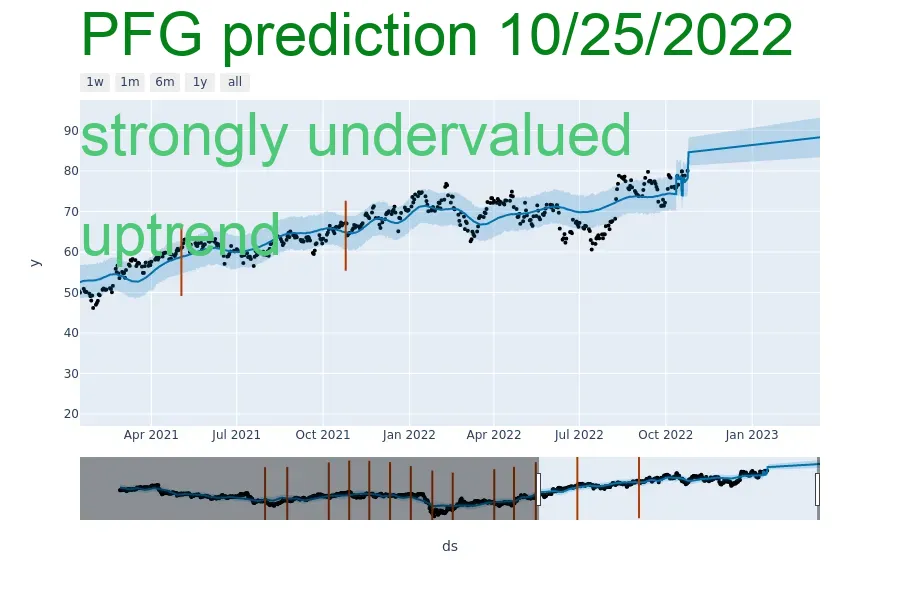 PFG prediction 10/25/2022
1w 1m 6m 1y all
strongly undervalued
uptrend
90
80
70
60
50
40
30
20
y
Apr 2021 Jul 2021 Oct 2021 Jan 2022 Apr 2022 Jul 2022 Oct 2022 Jan 2023
ds